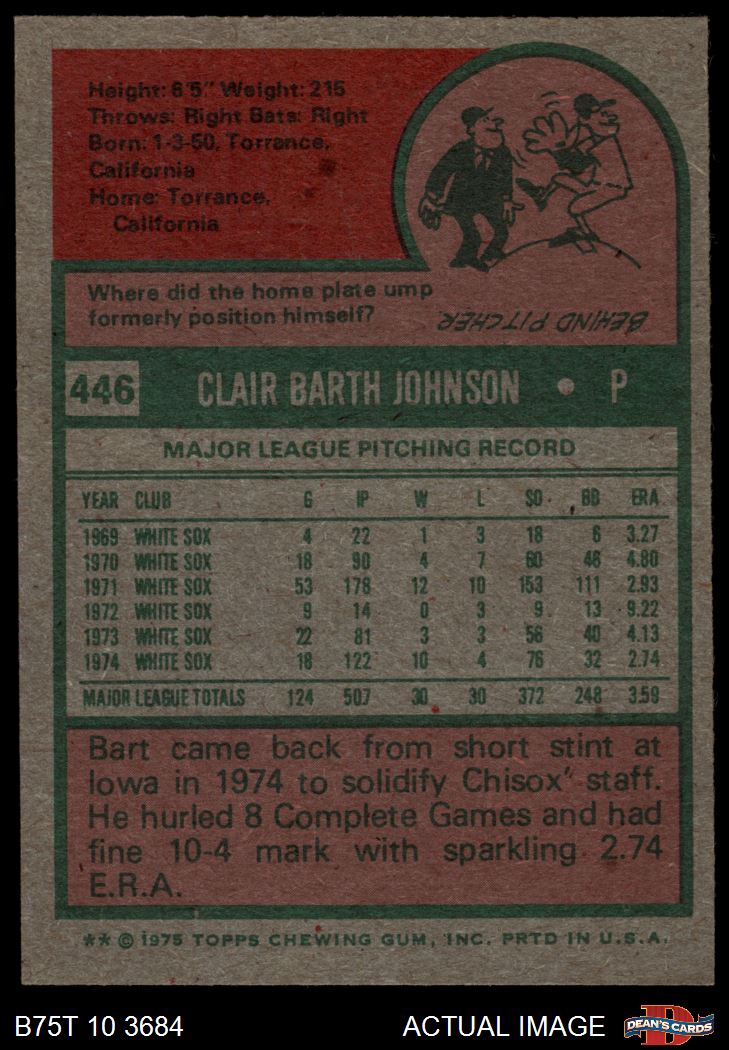 Height: 6'5" Weight: 215
Throws: Right Bats: Right
Born: 1-3-50, Torrance,
California
Home: Torrance,
California
Where did the home plate ump
formerly position himself?
BEHIND PITCHER
446 CLAIR BARTH JOHNSON • P
MAJOR LEAGUE PITCHING RECORD
YEAR CLUB G IP W L SO BB ERA
1969 WHITE SOX 4 22 1 3 18 6 3.27
1970 WHITE SOX 18 90 4 7 60 46 4.80
1971 WHITE SOX 53 178 12 10 153 111 2.93
1972 WHITE SOX 9 14 0 3 9 13 9.22
1973 WHITE SOX 22 81 3 3 56 40 4.13
1974 WHITE SOX 18 122 10 4 76 32 2.74
MAJOR LEAGUE TOTALS 124 507 30 30 372 248 3.59
Bart came back from short stint at
Iowa in 1974 to solidify Chisox' staff.
He hurled 8 Complete Games and had
fine 10-4 mark with sparkling 2.74
E.R.A.
** © 1975 TOPPS CHEWING GUM, INC. PRTD IN U.S.A.
B75T 10 3684 ACTUAL IMAGE DEAN'S CARDS